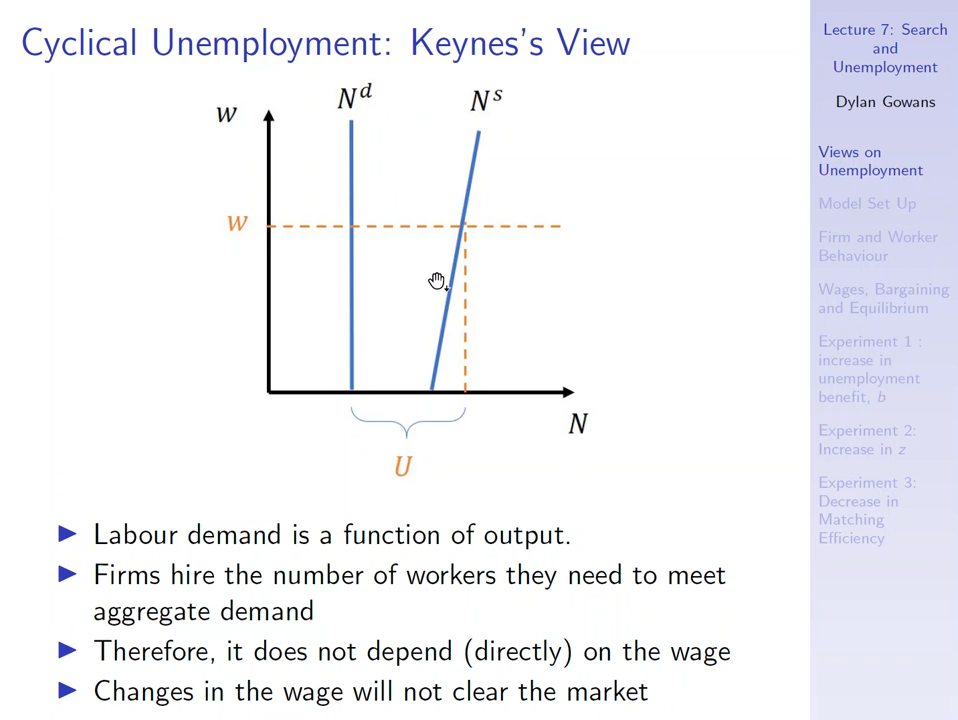 Cyclical Unemployment: Keynes's View
w
N^d
N^s
w
N
U
▶ Labour demand is a function of output.
▶ Firms hire the number of workers they need to meet
aggregate demand
▶ Therefore, it does not depend (directly) on the wage
▶ Changes in the wage will not clear the market
Lecture 7: Search
and
Unemployment
Dylan Gowans
Views on
Unemployment
Model Set Up
Firm and Worker
Behaviour
Wages, Bargaining
and Equilibrium
Experiment 1 :
increase in
unemployment
benefit, b
Experiment 2:
Increase in z
Experiment 3:
Decrease in
Matching
Efficiency